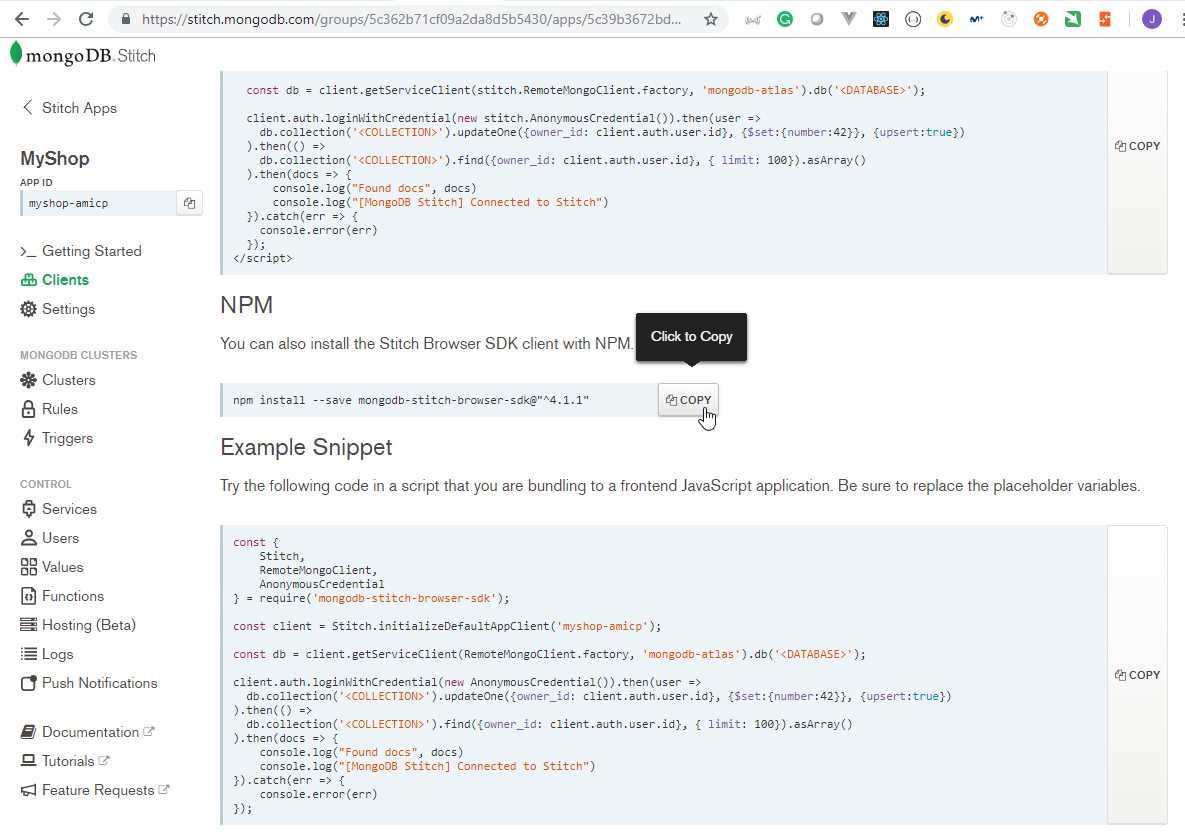 https://stitch.mongodb.com/groups/5c362b71cf09a2da8d5b5430/apps/5c39b3672bd...
J
mongoDB. Stitch
Stitch Apps
MyShop
APP ID
myshop-amicp
>_ Getting Started
Clients
Settings
MONGODB CLUSTERS
Clusters
Rules
Triggers
CONTROL
Services
Users
Values
Functions
Hosting (Beta)
Logs
Push Notifications
Documentation
Tutorials
Feature Requests
const db = client.getServiceClient(stitch.RemoteMongoClient.factory, 'mongodb-atlas').db('<DATABASE>');
client.auth.loginWithCredential(new stitch.AnonymousCredential()).then(user =>
db.collection('<COLLECTION>').updateOne({owner_id: client.auth.user.id}, {$set:{number:42}}, {upsert:true})
).then(() =>
db.collection('<COLLECTION>').find({owner_id: client.auth.user.id}, { limit: 100}).asArray()
).then(docs => {
console.log("Found docs", docs)
console.log("[MongoDB Stitch] Connected to Stitch")
}).catch(err => {
console.error(err)
});
</script>
COPY
NPM
You can also install the Stitch Browser SDK client with NPM.
Click to Copy
npm install --save mongodb-stitch-browser-sdk@"^4.1.1"
COPY
Example Snippet
Try the following code in a script that you are bundling to a frontend JavaScript application. Be sure to replace the placeholder variables.
const {
Stitch,
RemoteMongoClient,
AnonymousCredential
} = require('mongodb-stitch-browser-sdk');
const client = Stitch.initializeDefaultAppClient('myshop-amicp');
const db = client.getServiceClient(RemoteMongoClient.factory, 'mongodb-atlas').db('<DATABASE>');
client.auth.loginWithCredential(new AnonymousCredential()).then(user =>
db.collection('<COLLECTION>').updateOne({owner_id: client.auth.user.id}, {$set:{number:42}}, {upsert:true})
).then(() =>
db.collection('<COLLECTION>').find({owner_id: client.auth.user.id}, { limit: 100}).asArray()
).then(docs => {
console.log("Found docs", docs)
console.log("[MongoDB Stitch] Connected to Stitch")
}).catch(err => {
console.error(err)
});
COPY